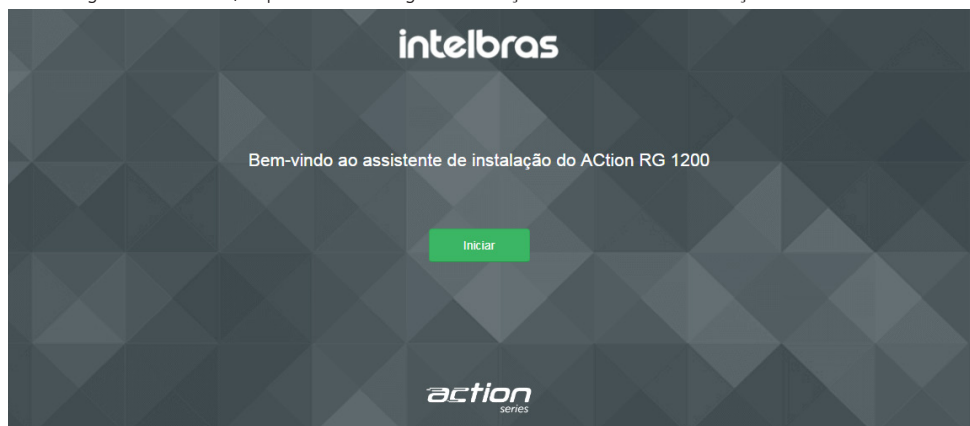 intelbras
Bem-vindo ao assistente de instalação do ACtion RG 1200
Iniciar
action
series